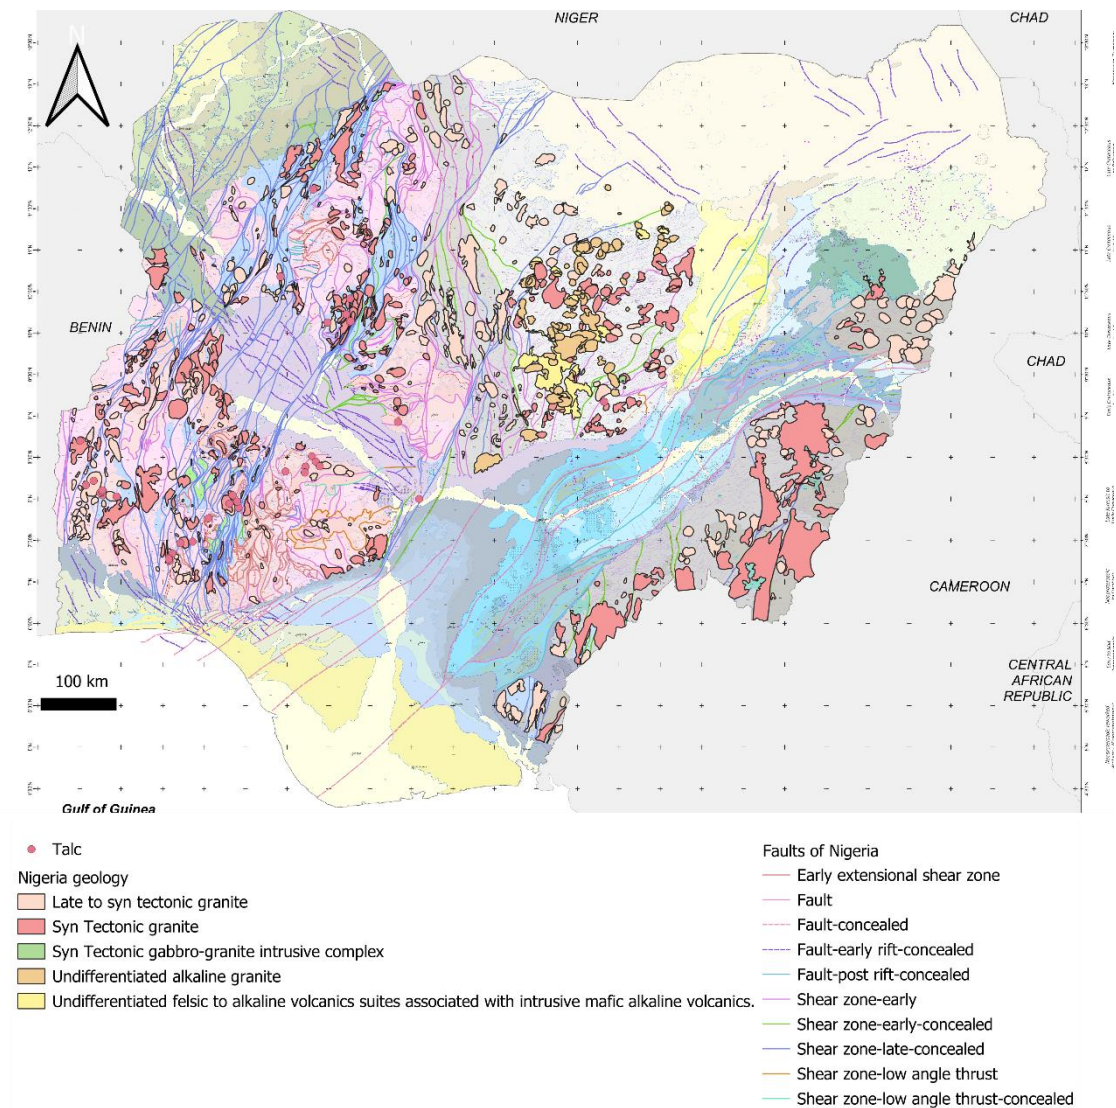 NIGER
CHAD
N
BENIN
CHAD
CAMEROON
CENTRAL
AFRICAN
REPUBLIC
100 km
Gulf of Guinea
Talc
Nigeria geology
Late to syn tectonic granite
Syn Tectonic granite
Syn Tectonic gabbro-granite intrusive complex
Undifferentiated alkaline granite
Undifferentiated felsic to alkaline volcanics suites associated with intrusive mafic alkaline volcanics.
Faults of Nigeria
Early extensional shear zone
Fault
Fault-concealed
Fault-early rift-concealed
Fault-post rift-concealed
Shear zone-early
Shear zone-early-concealed
Shear zone-late-concealed
Shear zone-low angle thrust
Shear zone-low angle thrust-concealed